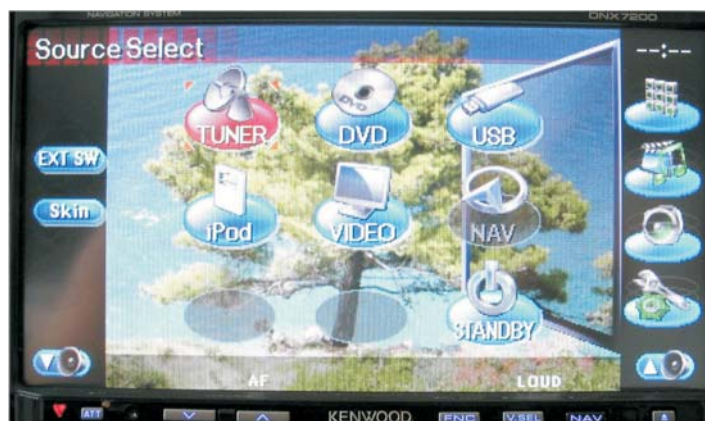 NAVIGATION SYSTEM DNX7200
Source Select --:--
TUNER DVD USB
EXT SW
Skin
iPod VIDEO NAV
STANDBY
AF LOUD
ATT KENWOOD FNC V.SEL NAV